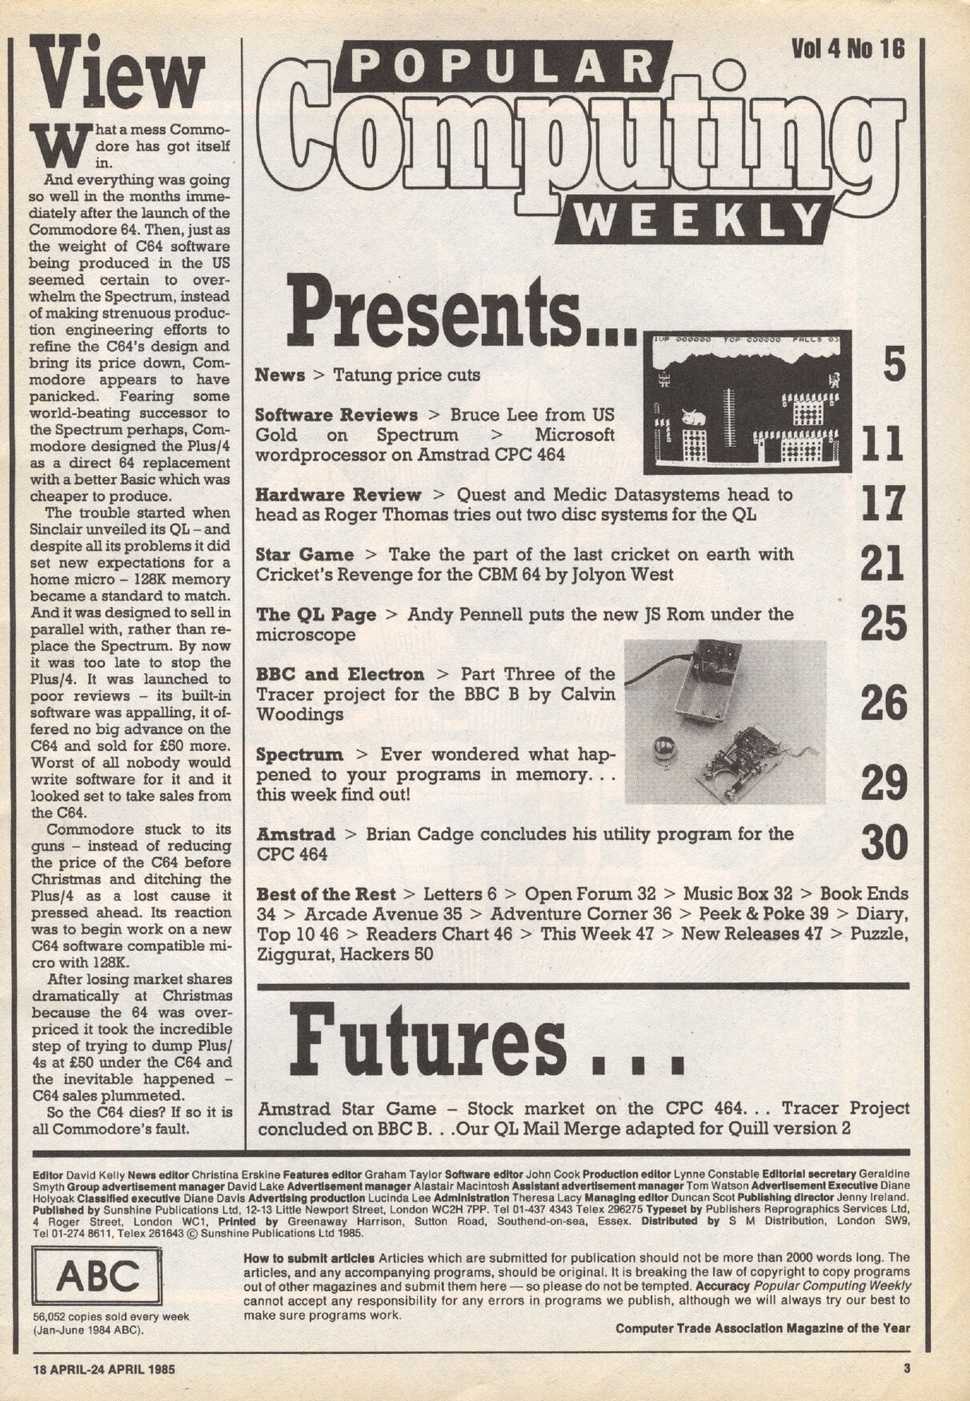 View
What a mess Commo-
dore has got itself
in.
And everything was going
so well in the months imme-
diately after the launch of the
Commodore 64. Then, just as
the weight of C64 software
being produced in the US
seemed certain to over-
whelm the Spectrum, instead
of making strenuous produc-
tion engineering efforts to
refine the C64's design and
bring its price down, Com-
modore appears to have
panicked. Fearing some
world-beating successor to
the Spectrum perhaps, Com-
modore designed the Plus/4
as a direct 64 replacement
with a better Basic which was
cheaper to produce.
The trouble started when
Sinclair unveiled its QL – and
despite all its problems it did
set new expectations for a
home micro – 128K memory
became a standard to match.
And it was designed to sell in
parallel with, rather than re-
place the Spectrum. By now
it was too late to stop the
Plus/4. It was launched to
poor reviews – its built-in
software was appalling, it of-
fered no big advance on the
C64 and sold for £50 more.
Worst of all nobody would
write software for it and it
looked set to take sales from
the C64.
Commodore stuck to its
guns – instead of reducing
the price of the C64 before
Christmas and ditching the
Plus/4 as a lost cause it
pressed ahead. Its reaction
was to begin work on a new
C64 software compatible mi-
cro with 128K.
After losing market shares
dramatically at Christmas
because the 64 was over-
priced it took the incredible
step of trying to dump Plus/
4s at £50 under the C64 and
the inevitable happened –
C64 sales plummeted.
So the C64 dies? If so it is
all Commodore's fault.
Vol 4 No 16
POPULAR
Computing
WEEKLY
Presents...
1UP 000000 TOP 000000 FALLS 03
News > Tatung price cuts
5
Software Reviews > Bruce Lee from US
Gold on Spectrum > Microsoft
wordprocessor on Amstrad CPC 464
11
Hardware Review > Quest and Medic Datasystems head to
head as Roger Thomas tries out two disc systems for the QL
17
Star Game > Take the part of the last cricket on earth with
Cricket's Revenge for the CBM 64 by Jolyon West
21
The QL Page > Andy Pennell puts the new JS Rom under the
microscope
25
BBC and Electron > Part Three of the
Tracer project for the BBC B by Calvin
Woodings
26
Spectrum > Ever wondered what hap-
pened to your programs in memory. . .
this week find out!
29
Amstrad > Brian Cadge concludes his utility program for the
CPC 464
30
Best of the Rest > Letters 6 > Open Forum 32 > Music Box 32 > Book Ends
34 > Arcade Avenue 35 > Adventure Corner 36 > Peek & Poke 39 > Diary,
Top 10 46 > Readers Chart 46 > This Week 47 > New Releases 47 > Puzzle,
Ziggurat, Hackers 50
Futures . . .
Amstrad Star Game – Stock market on the CPC 464. . . Tracer Project
concluded on BBC B. . .Our QL Mail Merge adapted for Quill version 2
Editor David Kelly News editor Christina Erskine Features editor Graham Taylor Software editor John Cook Production editor Lynne Constable Editorial secretary Geraldine
Smyth Group advertisement manager David Lake Advertisement manager Alastair Macintosh Assistant advertisement manager Tom Watson Advertisement Executive Diane
Holyoak Classified executive Diane Davis Advertising production Lucinda Lee Administration Theresa Lacy Managing editor Duncan Scot Publishing director Jenny Ireland.
Published by Sunshine Publications Ltd, 12-13 Little Newport Street, London WC2H 7PP. Tel 01-437 4343 Telex 296275 Typeset by Publishers Reprographics Services Ltd,
4 Roger Street, London WC1, Printed by Greenaway Harrison, Sutton Road, Southend-on-sea, Essex. Distributed by S M Distribution, London SW9,
Tel 01-274 8611, Telex 261643 © Sunshine Publications Ltd 1985.
ABC
56,052 copies sold every week
(Jan-June 1984 ABC).
How to submit articles Articles which are submitted for publication should not be more than 2000 words long. The
articles, and any accompanying programs, should be original. It is breaking the law of copyright to copy programs
out of other magazines and submit them here — so please do not be tempted. Accuracy Popular Computing Weekly
cannot accept any responsibility for any errors in programs we publish, although we will always try our best to
make sure programs work.
Computer Trade Association Magazine of the Year
18 APRIL-24 APRIL 1985
3